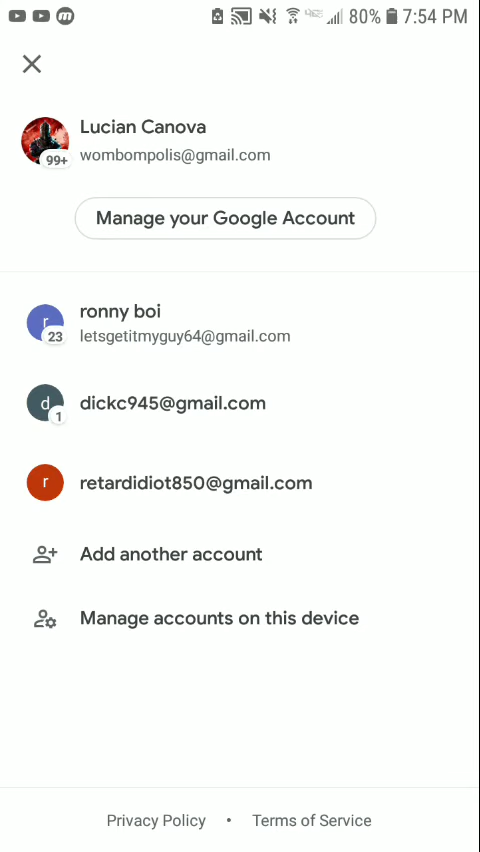 80% 7:54 PM
Lucian Canova
99+
wombompolis@gmail.com
Manage your Google Account
r
ronny boi
23
letsgetitmyguy64@gmail.com
d
1
dickc945@gmail.com
r
retardidiot850@gmail.com
Add another account
Manage accounts on this device
Privacy Policy • Terms of Service